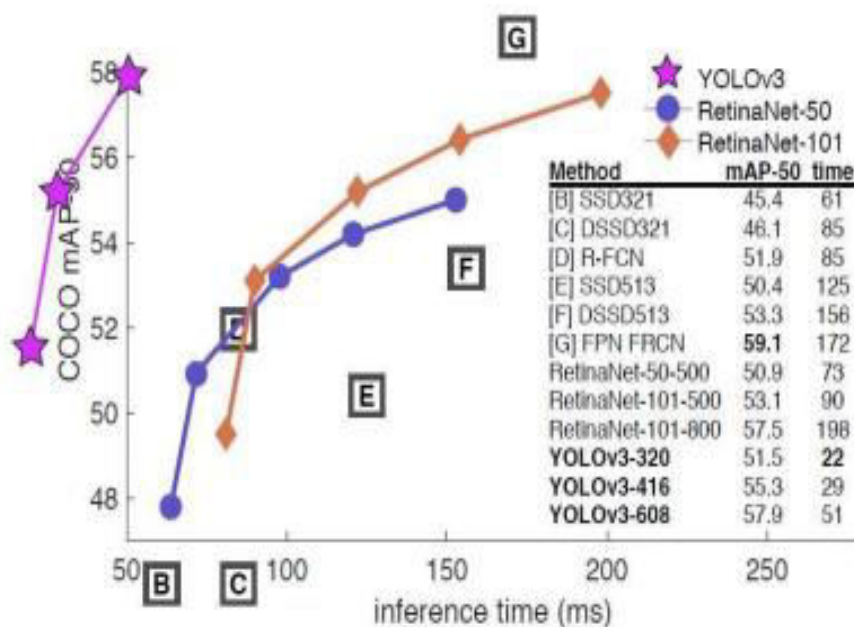 G
58
56
54
52
50
48
COCO mAP-50
F
E
50
B
C
100
150
200
250
inference time (ms)
YOLOv3
RetinaNet-50
RetinaNet-101
Method mAP-50 time
[B] SSD321 45.4 61
[C] DSSD321 46.1 85
[D] R-FCN 51.9 85
[E] SSD513 50.4 125
[F] DSSD513 53.3 156
[G] FPN FRCN 59.1 172
RetinaNet-50-500 50.9 73
RetinaNet-101-500 53.1 90
RetinaNet-101-800 57.5 198
YOLOv3-320 51.5 22
YOLOv3-416 55.3 29
YOLOv3-608 57.9 51